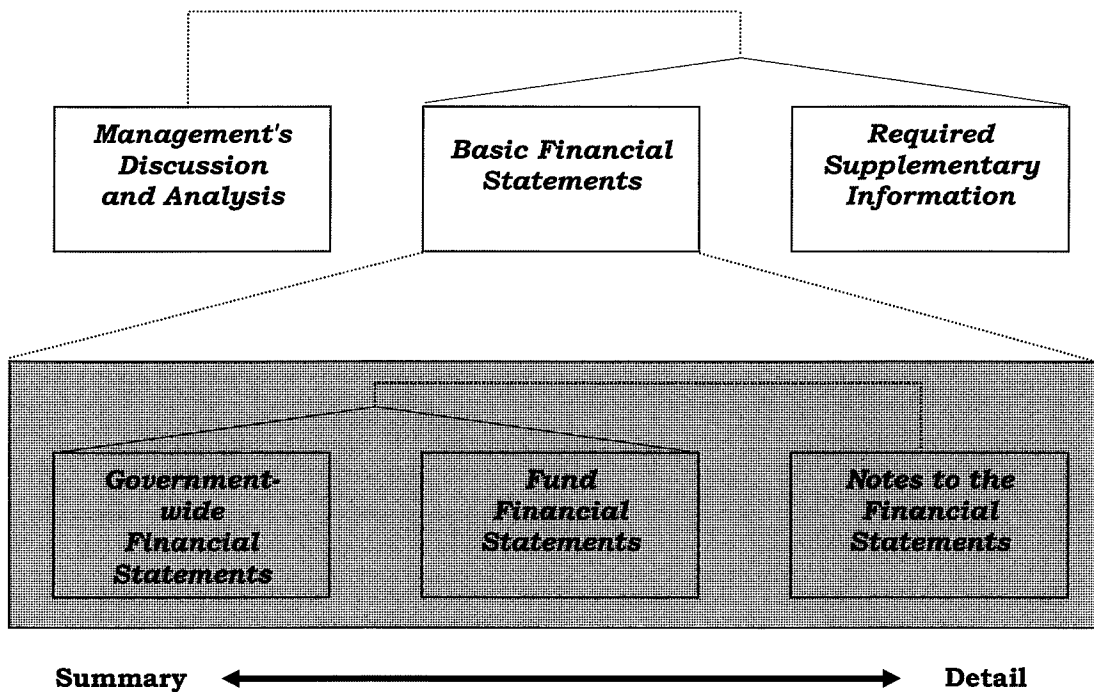 Management's
Discussion
and Analysis
Basic Financial
Statements
Required
Supplementary
Information
Government-
wide
Financial
Statements
Fund
Financial
Statements
Notes to the
Financial
Statements
Summary
Detail